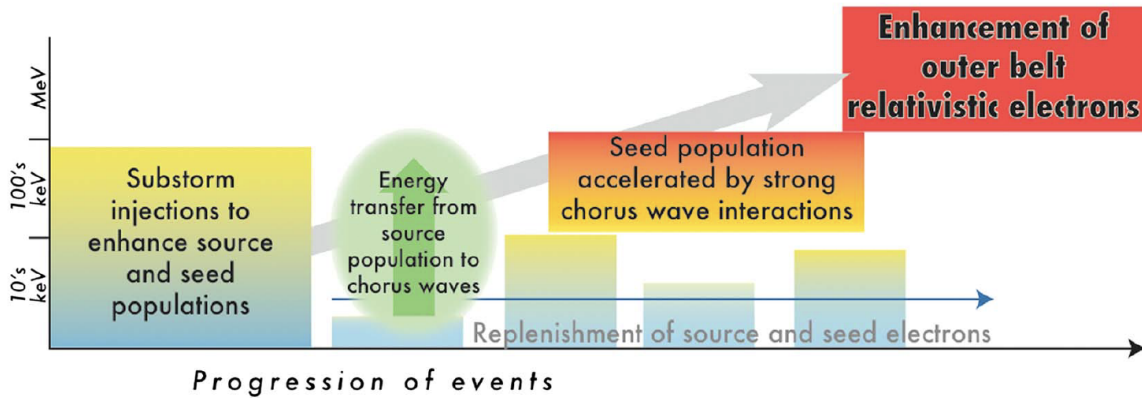 MeV
100's
keV
10's
keV
Substorm
injections to
enhance source
and seed
populations
Energy
transfer from
source
population to
chorus waves
Seed population
accelerated by strong
chorus wave interactions
Enhancement of
outer belt
relativistic electrons
Replenishment of source and seed electrons
Progression of events